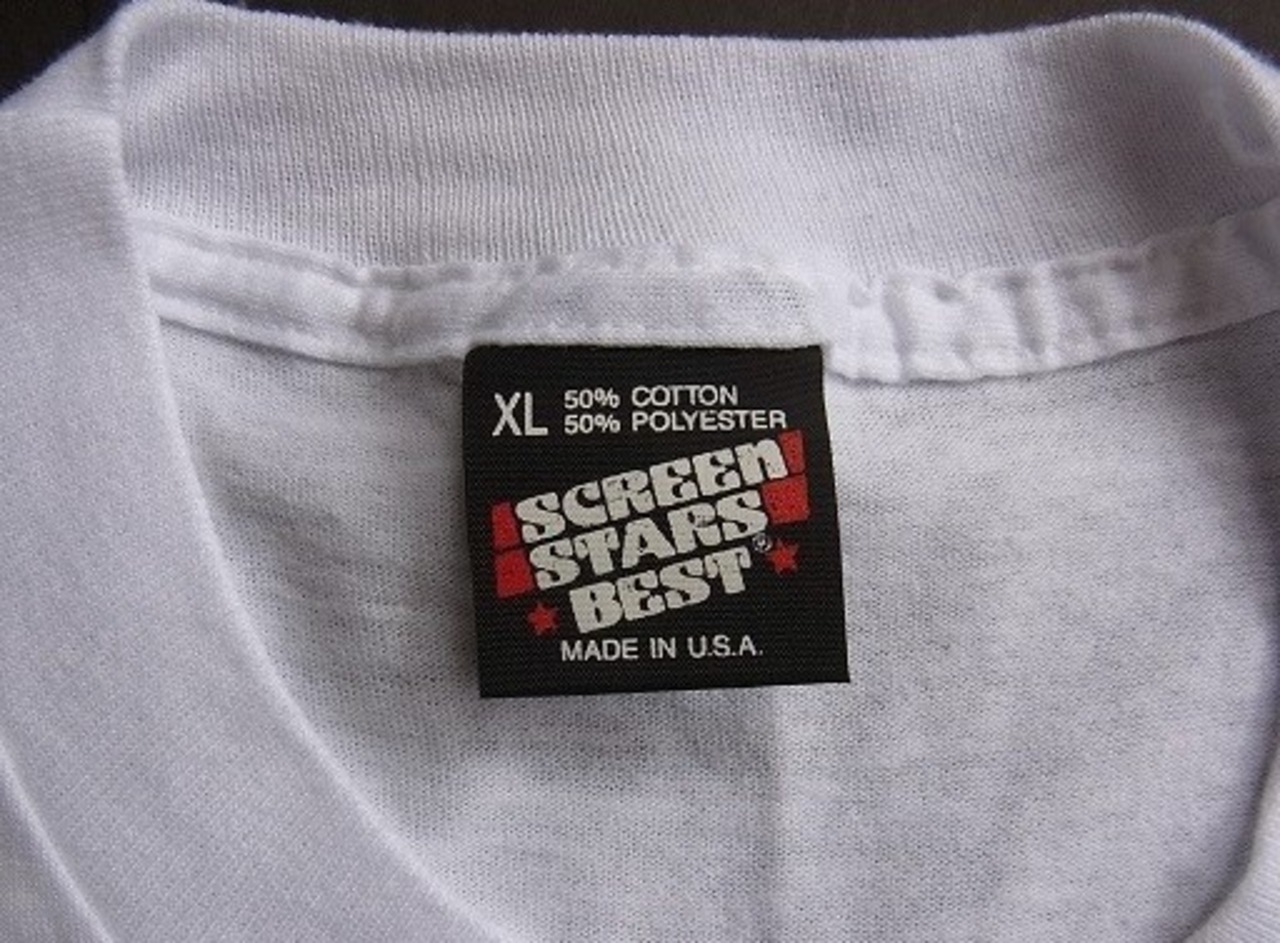 XL 50% COTTON
50% POLYESTER
SCREEN
STARS
BEST®
MADE IN U.S.A.